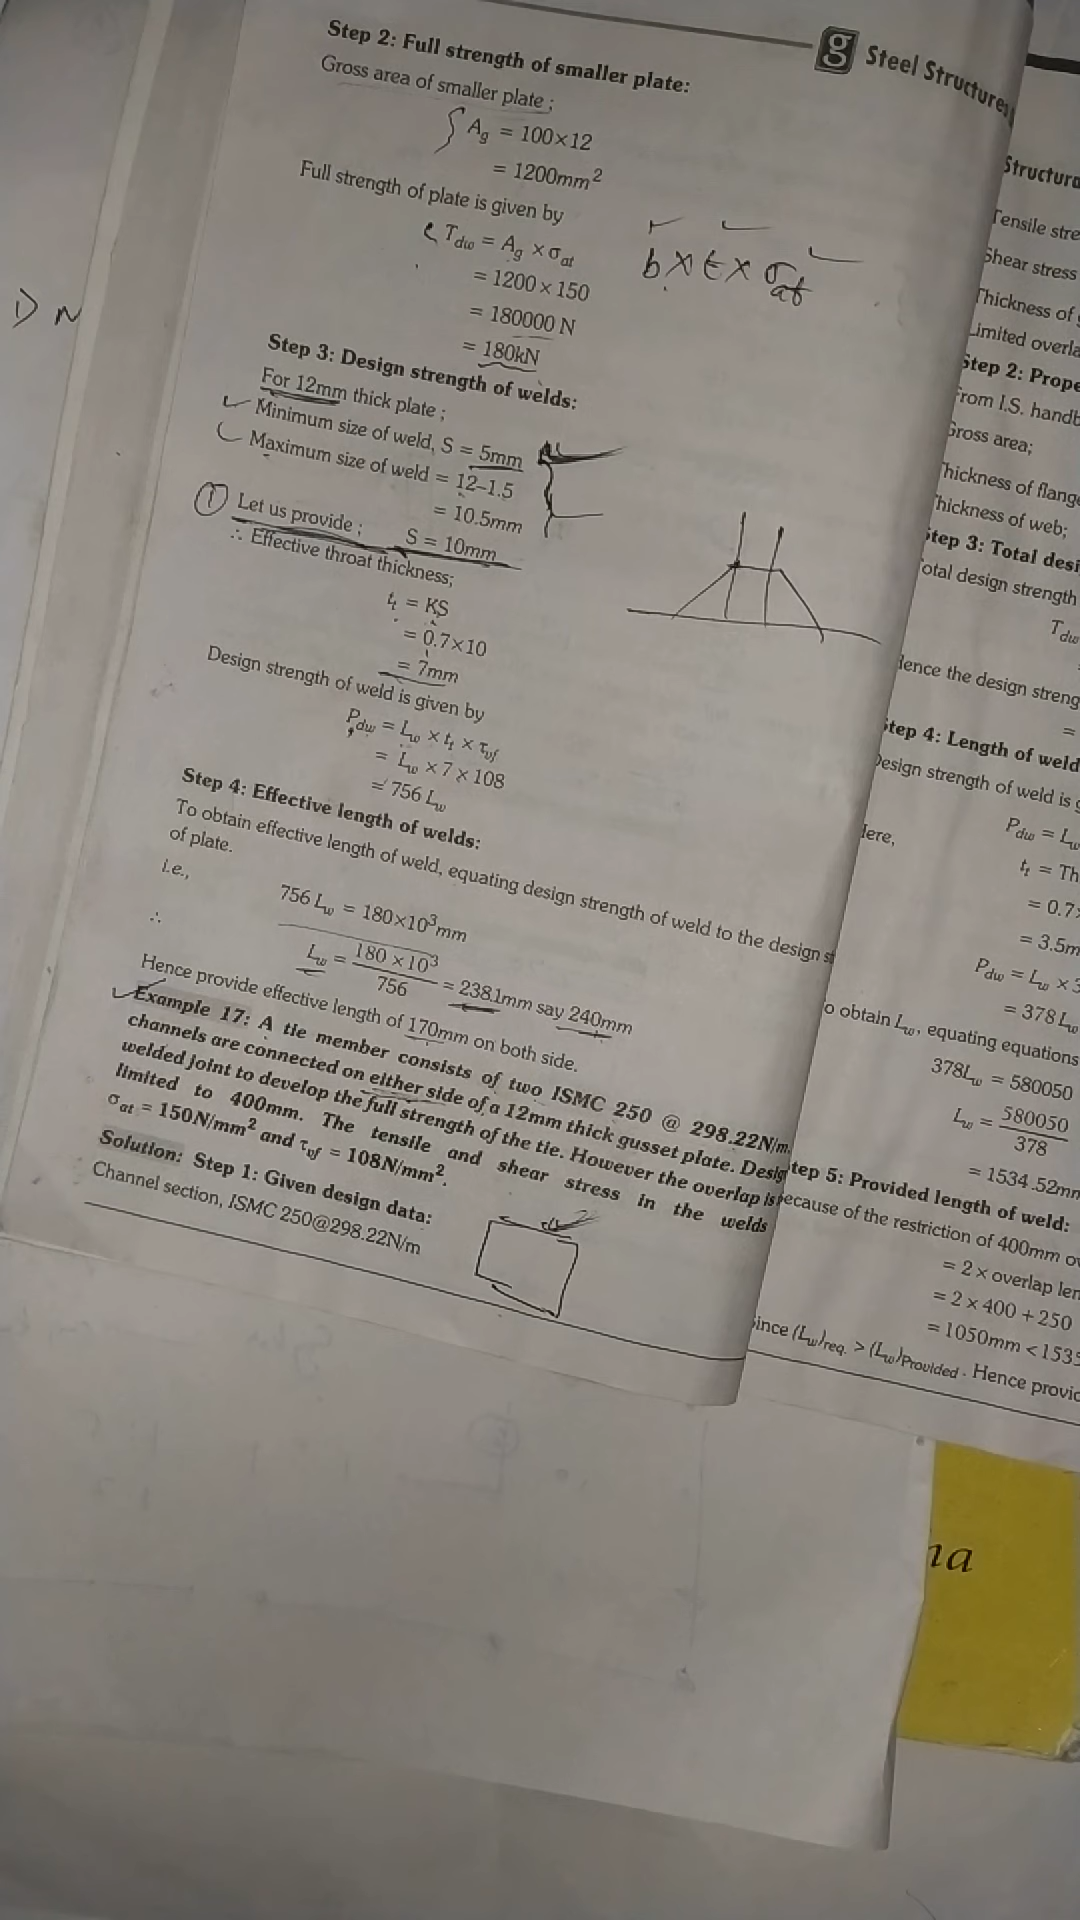 g Steel Structures
Step 2: Full strength of smaller plate:
Gross area of smaller plate ;
A_g = 100×12
= 1200mm²
Full strength of plate is given by
T_dw = A_g × σ_at
= 1200 × 150
= 180000 N
= 180kN
b × t × σ_at
Step 3: Design strength of welds:
For 12mm thick plate ;
Minimum size of weld, S = 5mm
Maximum size of weld = 12–1.5
= 10.5mm
① Let us provide ; S = 10mm
∴ Effective throat thickness;
t_t = KS
= 0.7×10
= 7mm
Design strength of weld is given by
P_dw = L_w × t_t × τ_vf
= L_w × 7 × 108
= 756 L_w
Step 4: Effective length of welds:
To obtain effective length of weld, equating design strength of weld to the design st
of plate.
i.e., 756 L_w = 180×10³mm
∴ L_w = 180 ×10³ / 756 = 238.1mm say 240mm
Hence provide effective length of 170mm on both side.
Example 17: A tie member consists of two ISMC 250 @ 298.22N/m.
channels are connected on either side of a 12mm thick gusset plate. Desig
welded joint to develop the full strength of the tie. However the overlap is
limited to 400mm. The tensile and shear stress in the welds
σ_at = 150N/mm² and τ_vf = 108N/mm².
Solution: Step 1: Given design data:
Channel section, ISMC 250@298.22N/m
Structura
Tensile stre
Shear stress
Thickness of
Limited overla
Step 2: Prope
From I.S. handb
Gross area;
Thickness of flange
Thickness of web;
Step 3: Total desi
Total design strength
T_dw
=
Hence the design streng
=
Step 4: Length of weld
Design strength of weld is g
P_dw = L_w
Here,
t_t = Th
= 0.7×
= 3.5m
P_dw = L_w × 3
= 378 L_w
To obtain L_w, equating equations
378L_w = 580050
L_w = 580050 / 378
= 1534.52mm
Step 5: Provided length of weld:
Because of the restriction of 400mm ov
= 2 × overlap len
= 2 × 400 + 250
= 1050mm < 1535
Since (L_w)req. > (L_w)Provided . Hence provid
na